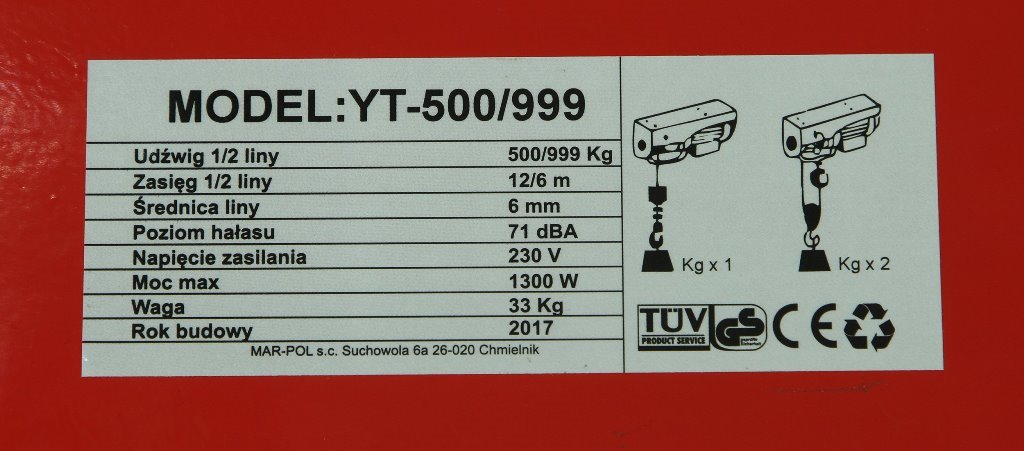 MODEL:YT-500/999
Udźwig 1/2 liny 500/999 Kg
Zasięg 1/2 liny 12/6 m
Średnica liny 6 mm
Poziom hałasu 71 dBA
Napięcie zasilania 230 V
Moc max 1300 W
Waga 33 Kg
Rok budowy 2017
MAR-POL s.c. Suchowola 6a 26-020 Chmielnik
Kg x 1
Kg x 2
TÜV
PRODUCT SERVICE
GS
geprüfte
Sicherheit
CE